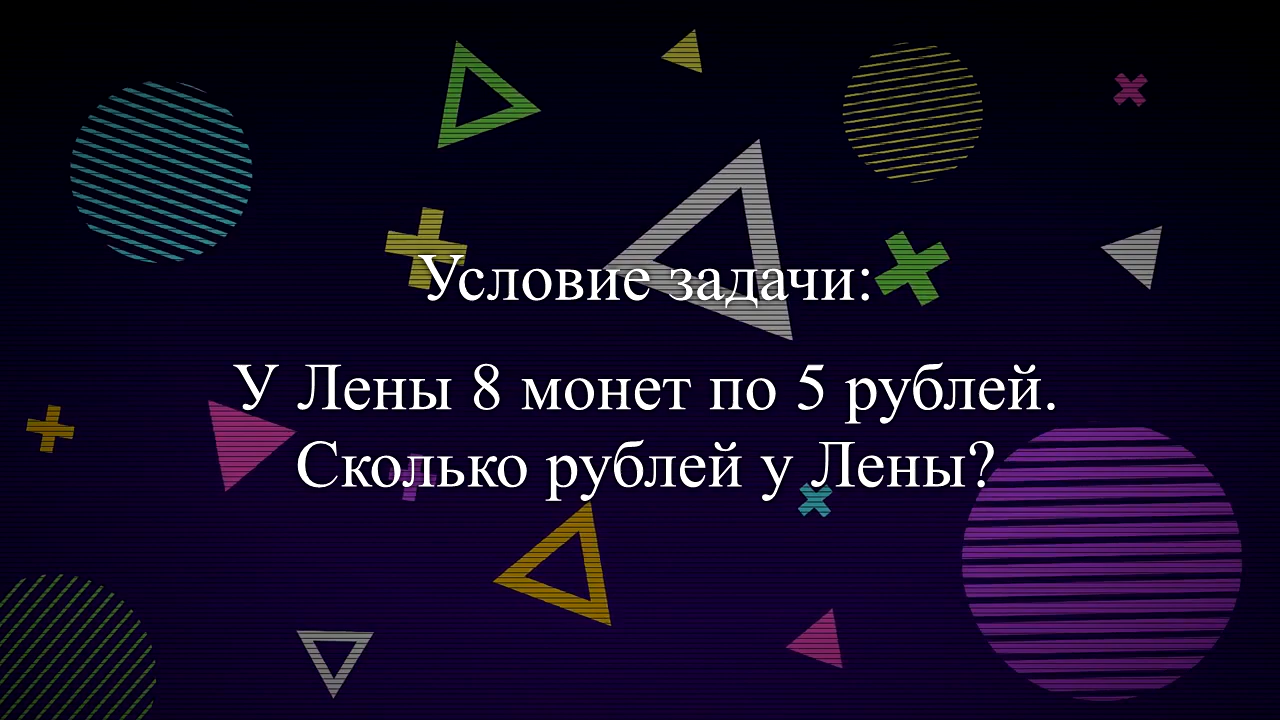 Условие задачи:
У Лены 8 монет по 5 рублей.
Сколько рублей у Лены?